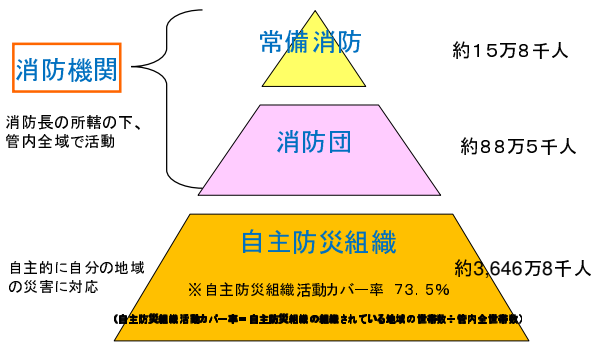 常備消防
約15万8千人
消防機関
消防長の所轄の下、
管内全域で活動
消防団
約88万5千人
自主防災組織
約3,646万8千人
自主的に自分の地域
の災害に対応
※自主防災組織活動カバー率 73.5%
(自主防災組織活動カバー率=自主防災組織の組織されている地域の世帯数÷管内全世帯数)